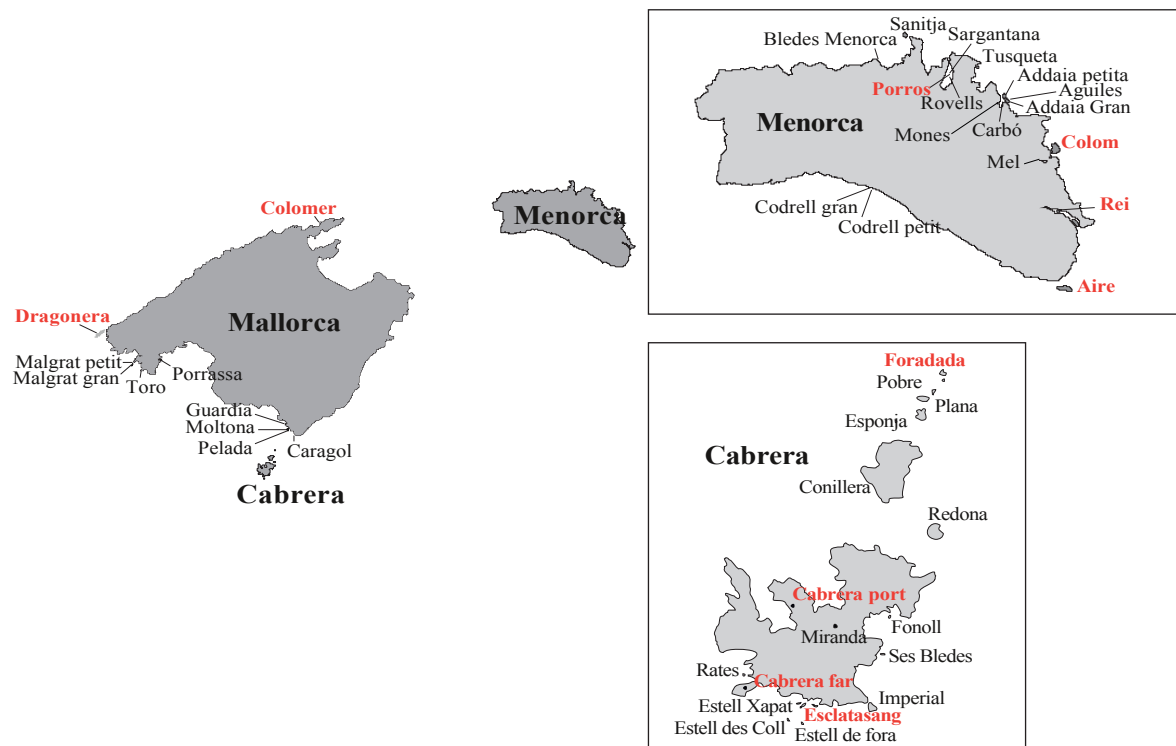 Colomer
Menorca
Dragonera
Mallorca
Malgrat petit
Malgrat gran
Toro
Porrassa
Guardia
Moltona
Pelada
Caragol
Cabrera
Sanitja
Sargantana
Bledes Menorca
Tusqueta
Addaia petita
Porros
Aguiles
Rovells
Addaia Gran
Menorca
Mones
Carbó
Colom
Mel
Codrell gran
Rei
Codrell petit
Aire
Foradada
Pobre
Plana
Esponja
Cabrera
Conillera
Redona
Cabrera port
Fonoll
Miranda
Ses Bledes
Rates
Cabrera far
Imperial
Estell Xapat
Esclatasang
Estell des Coll
Estell de fora